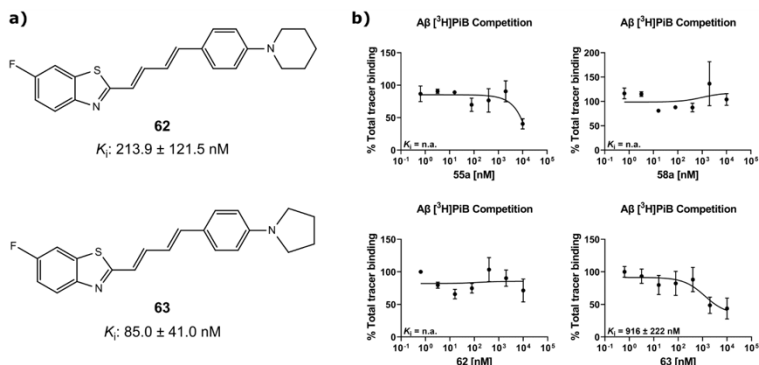 a)
F
S
N
N
62
Ki: 213.9 ± 121.5 nM
F
S
N
N
63
Ki: 85.0 ± 41.0 nM
b)
Aβ [³H]PiB Competition
% Total tracer binding
150
100
50
0
Ki = n.a.
10⁻¹ 10⁰ 10¹ 10² 10³ 10⁴ 10⁵
55a [nM]
Aβ [³H]PiB Competition
% Total tracer binding
200
150
100
50
0
Ki = n.a.
10⁻¹ 10⁰ 10¹ 10² 10³ 10⁴ 10⁵
58a [nM]
Aβ [³H]PiB Competition
% Total tracer binding
150
100
50
0
Ki = n.a.
10⁻¹ 10⁰ 10¹ 10² 10³ 10⁴ 10⁵
62 [nM]
Aβ [³H]PiB Competition
% Total tracer binding
150
100
50
0
Ki = 916 ± 222 nM
10⁻¹ 10⁰ 10¹ 10² 10³ 10⁴ 10⁵
63 [nM]